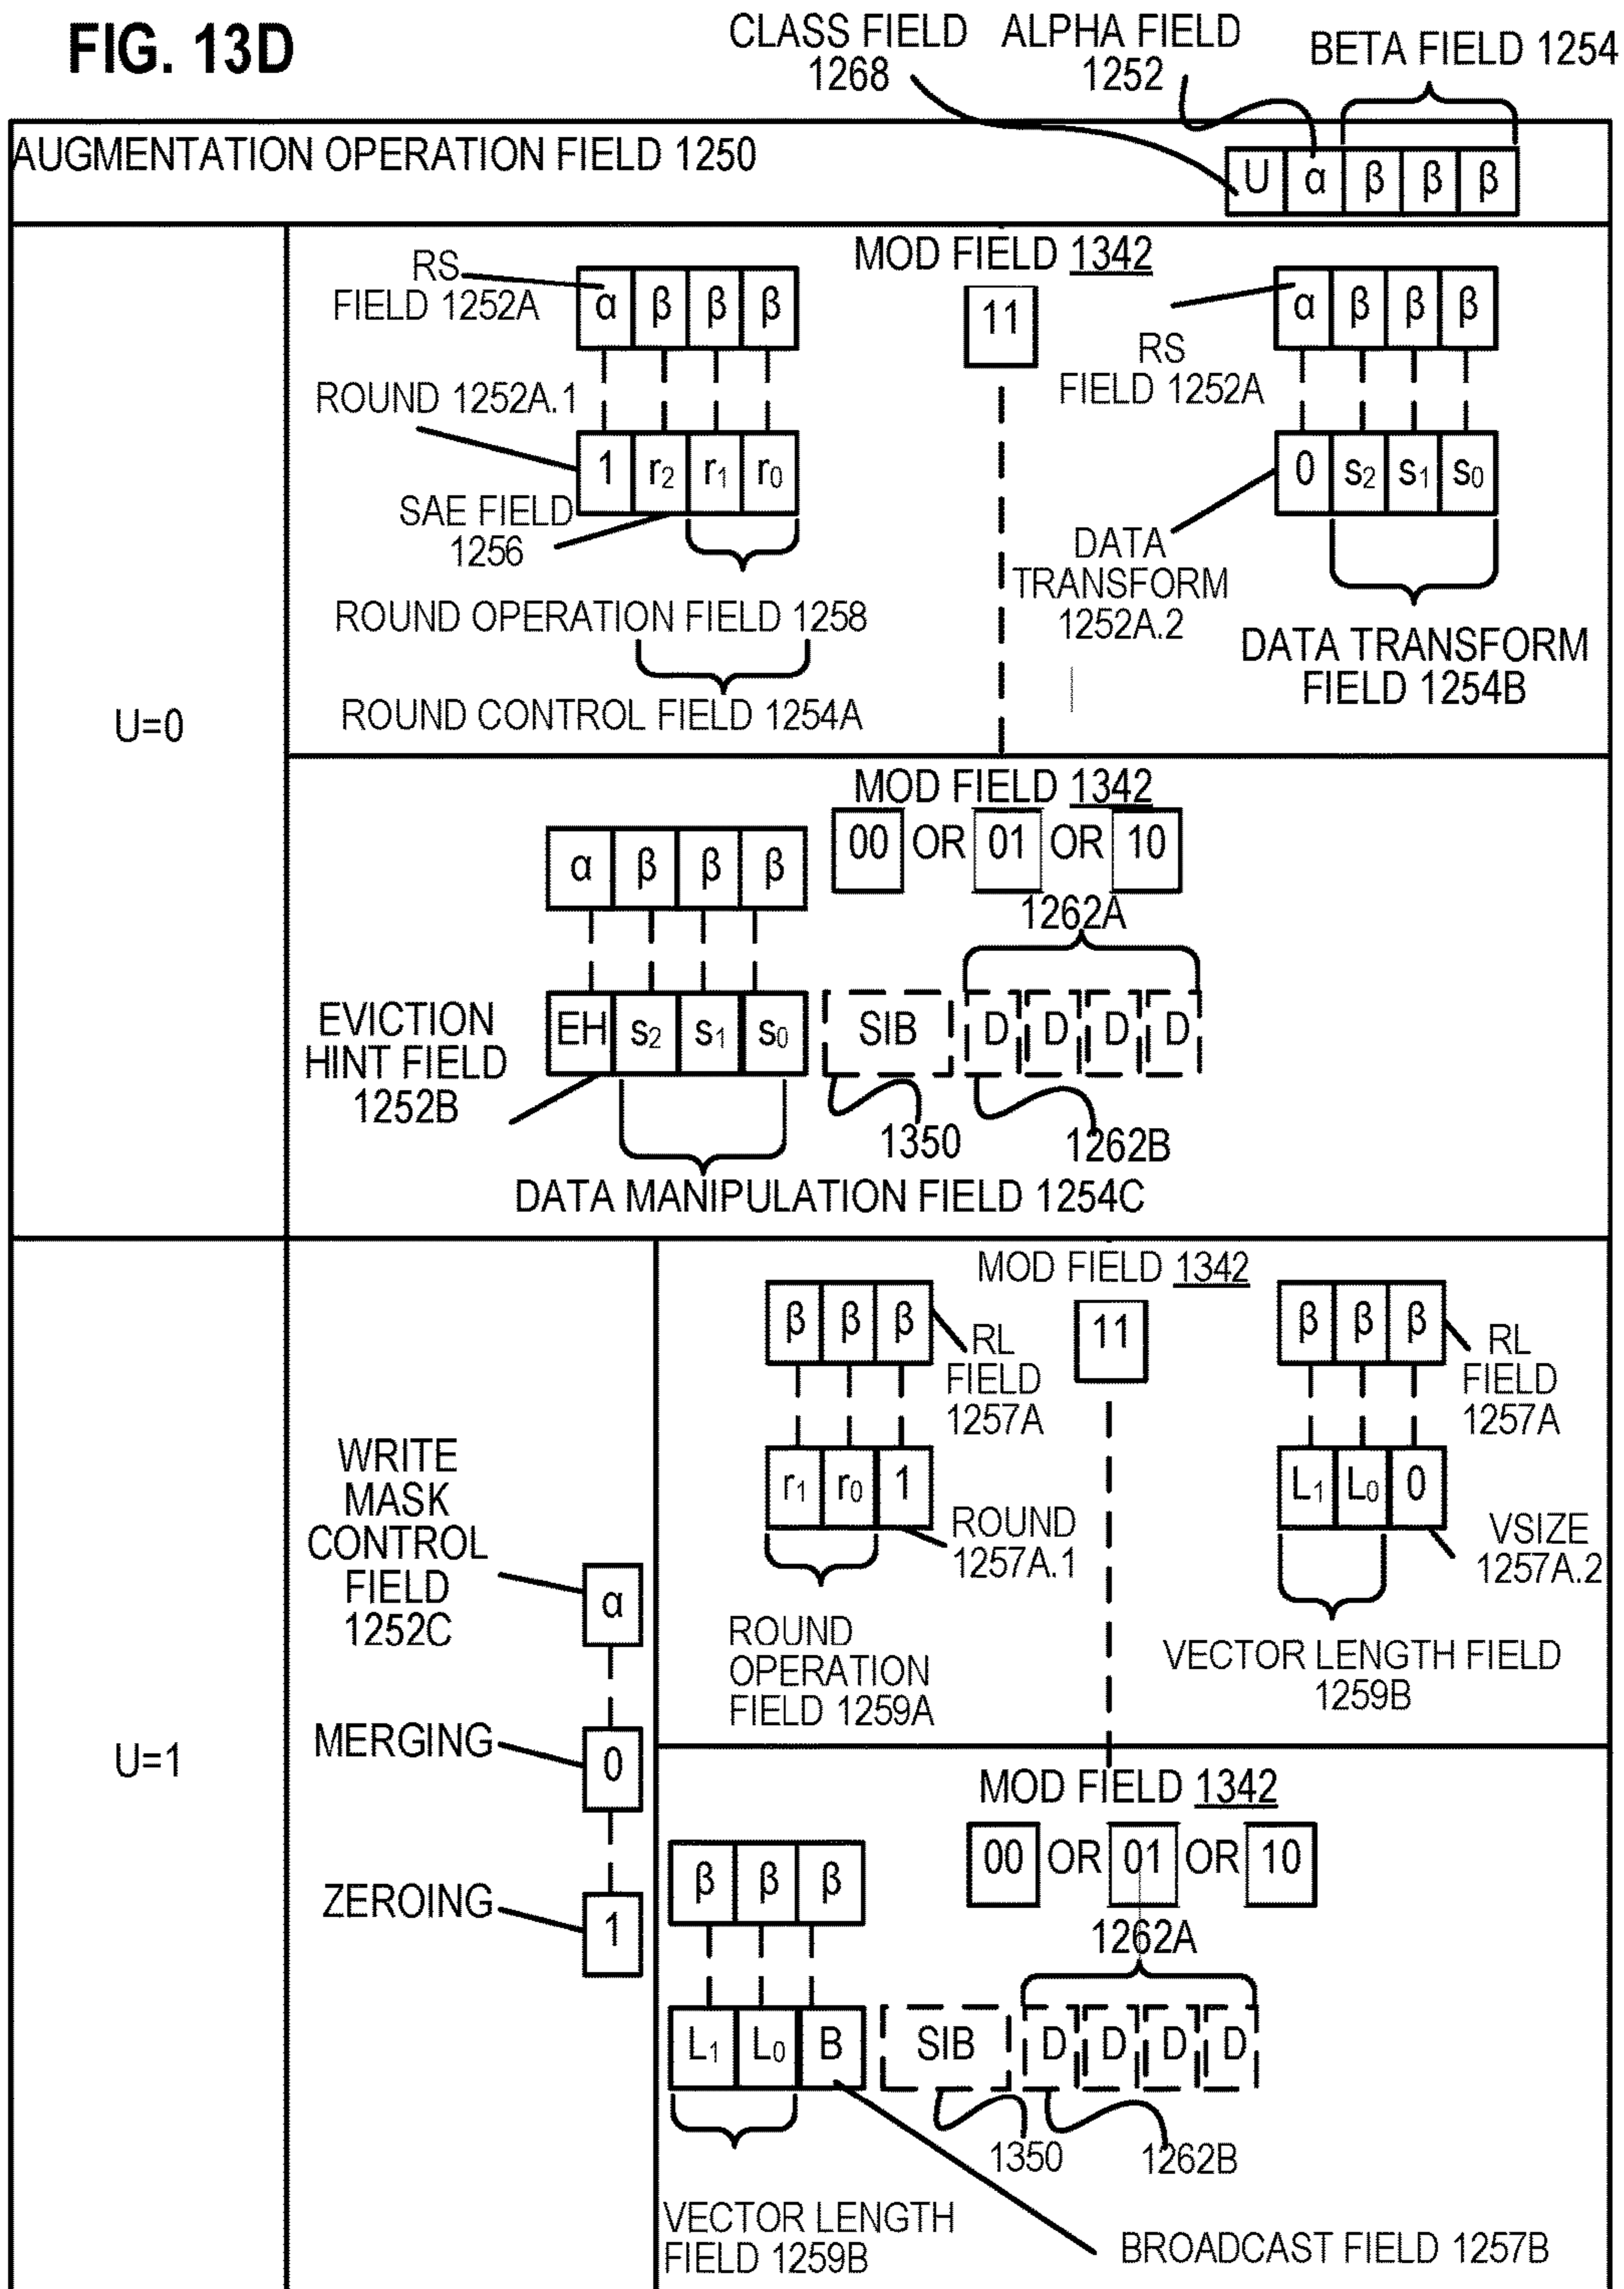 FIG. 13D
CLASS FIELD
1268
ALPHA FIELD
1252
BETA FIELD 1254
AUGMENTATION OPERATION FIELD 1250
U α β β β
U=0
MOD FIELD 1342
11
RS
FIELD 1252A
α β β β
ROUND 1252A.1
1 r2 r1 r0
SAE FIELD
1256
ROUND OPERATION FIELD 1258
ROUND CONTROL FIELD 1254A
α β β β
RS
FIELD 1252A
0 s2 s1 s0
DATA
TRANSFORM
1252A.2
DATA TRANSFORM
FIELD 1254B
MOD FIELD 1342
00 OR 01 OR 10
α β β β
1262A
EVICTION
HINT FIELD
1252B
EH s2 s1 s0 SIB D D D D
1350
1262B
DATA MANIPULATION FIELD 1254C
U=1
WRITE
MASK
CONTROL
FIELD
1252C
α
MERGING
0
ZEROING
1
MOD FIELD 1342
11
β β β
RL
FIELD
1257A
r1 r0 1
ROUND
1257A.1
ROUND
OPERATION
FIELD 1259A
β β β
RL
FIELD
1257A
L1 L0 0
VSIZE
1257A.2
VECTOR LENGTH FIELD
1259B
MOD FIELD 1342
00 OR 01 OR 10
β β β
1262A
L1 L0 B SIB D D D D
1350
1262B
VECTOR LENGTH
FIELD 1259B
BROADCAST FIELD 1257B